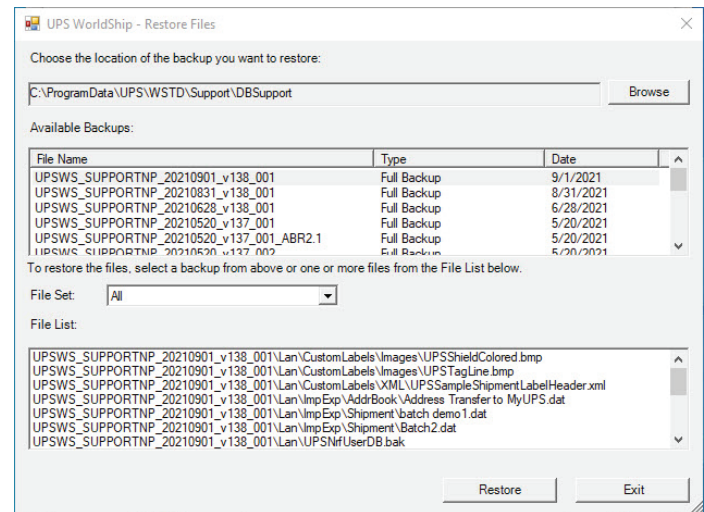 UPS WorldShip - Restore Files
Choose the location of the backup you want to restore:
C:\ProgramData\UPS\WSTD\Support\DBSupport
Browse
Available Backups:
File Name Type Date
UPSWS_SUPPORTNP_20210901_v138_001 Full Backup 9/1/2021
UPSWS_SUPPORTNP_20210831_v138_001 Full Backup 8/31/2021
UPSWS_SUPPORTNP_20210628_v138_001 Full Backup 6/28/2021
UPSWS_SUPPORTNP_20210520_v137_001 Full Backup 5/20/2021
UPSWS_SUPPORTNP_20210520_v137_001_ABR2.1 Full Backup 5/20/2021
UPSWS_SUPPORTNP_20210520_v137_002 Full Backup 5/20/2021
To restore the files, select a backup from above or one or more files from the File List below.
File Set: All
File List:
UPSWS_SUPPORTNP_20210901_v138_001\Lan\CustomLabels\Images\UPSShieldColored.bmp
UPSWS_SUPPORTNP_20210901_v138_001\Lan\CustomLabels\Images\UPSTagLine.bmp
UPSWS_SUPPORTNP_20210901_v138_001\Lan\CustomLabels\XML\UPSSampleShipmentLabelHeader.xml
UPSWS_SUPPORTNP_20210901_v138_001\Lan\ImpExp\AddrBook\Address Transfer to MyUPS.dat
UPSWS_SUPPORTNP_20210901_v138_001\Lan\ImpExp\Shipment\batch demo1.dat
UPSWS_SUPPORTNP_20210901_v138_001\Lan\ImpExp\Shipment\Batch2.dat
UPSWS_SUPPORTNP_20210901_v138_001\Lan\UPSNrfUserDB.bak
Restore
Exit